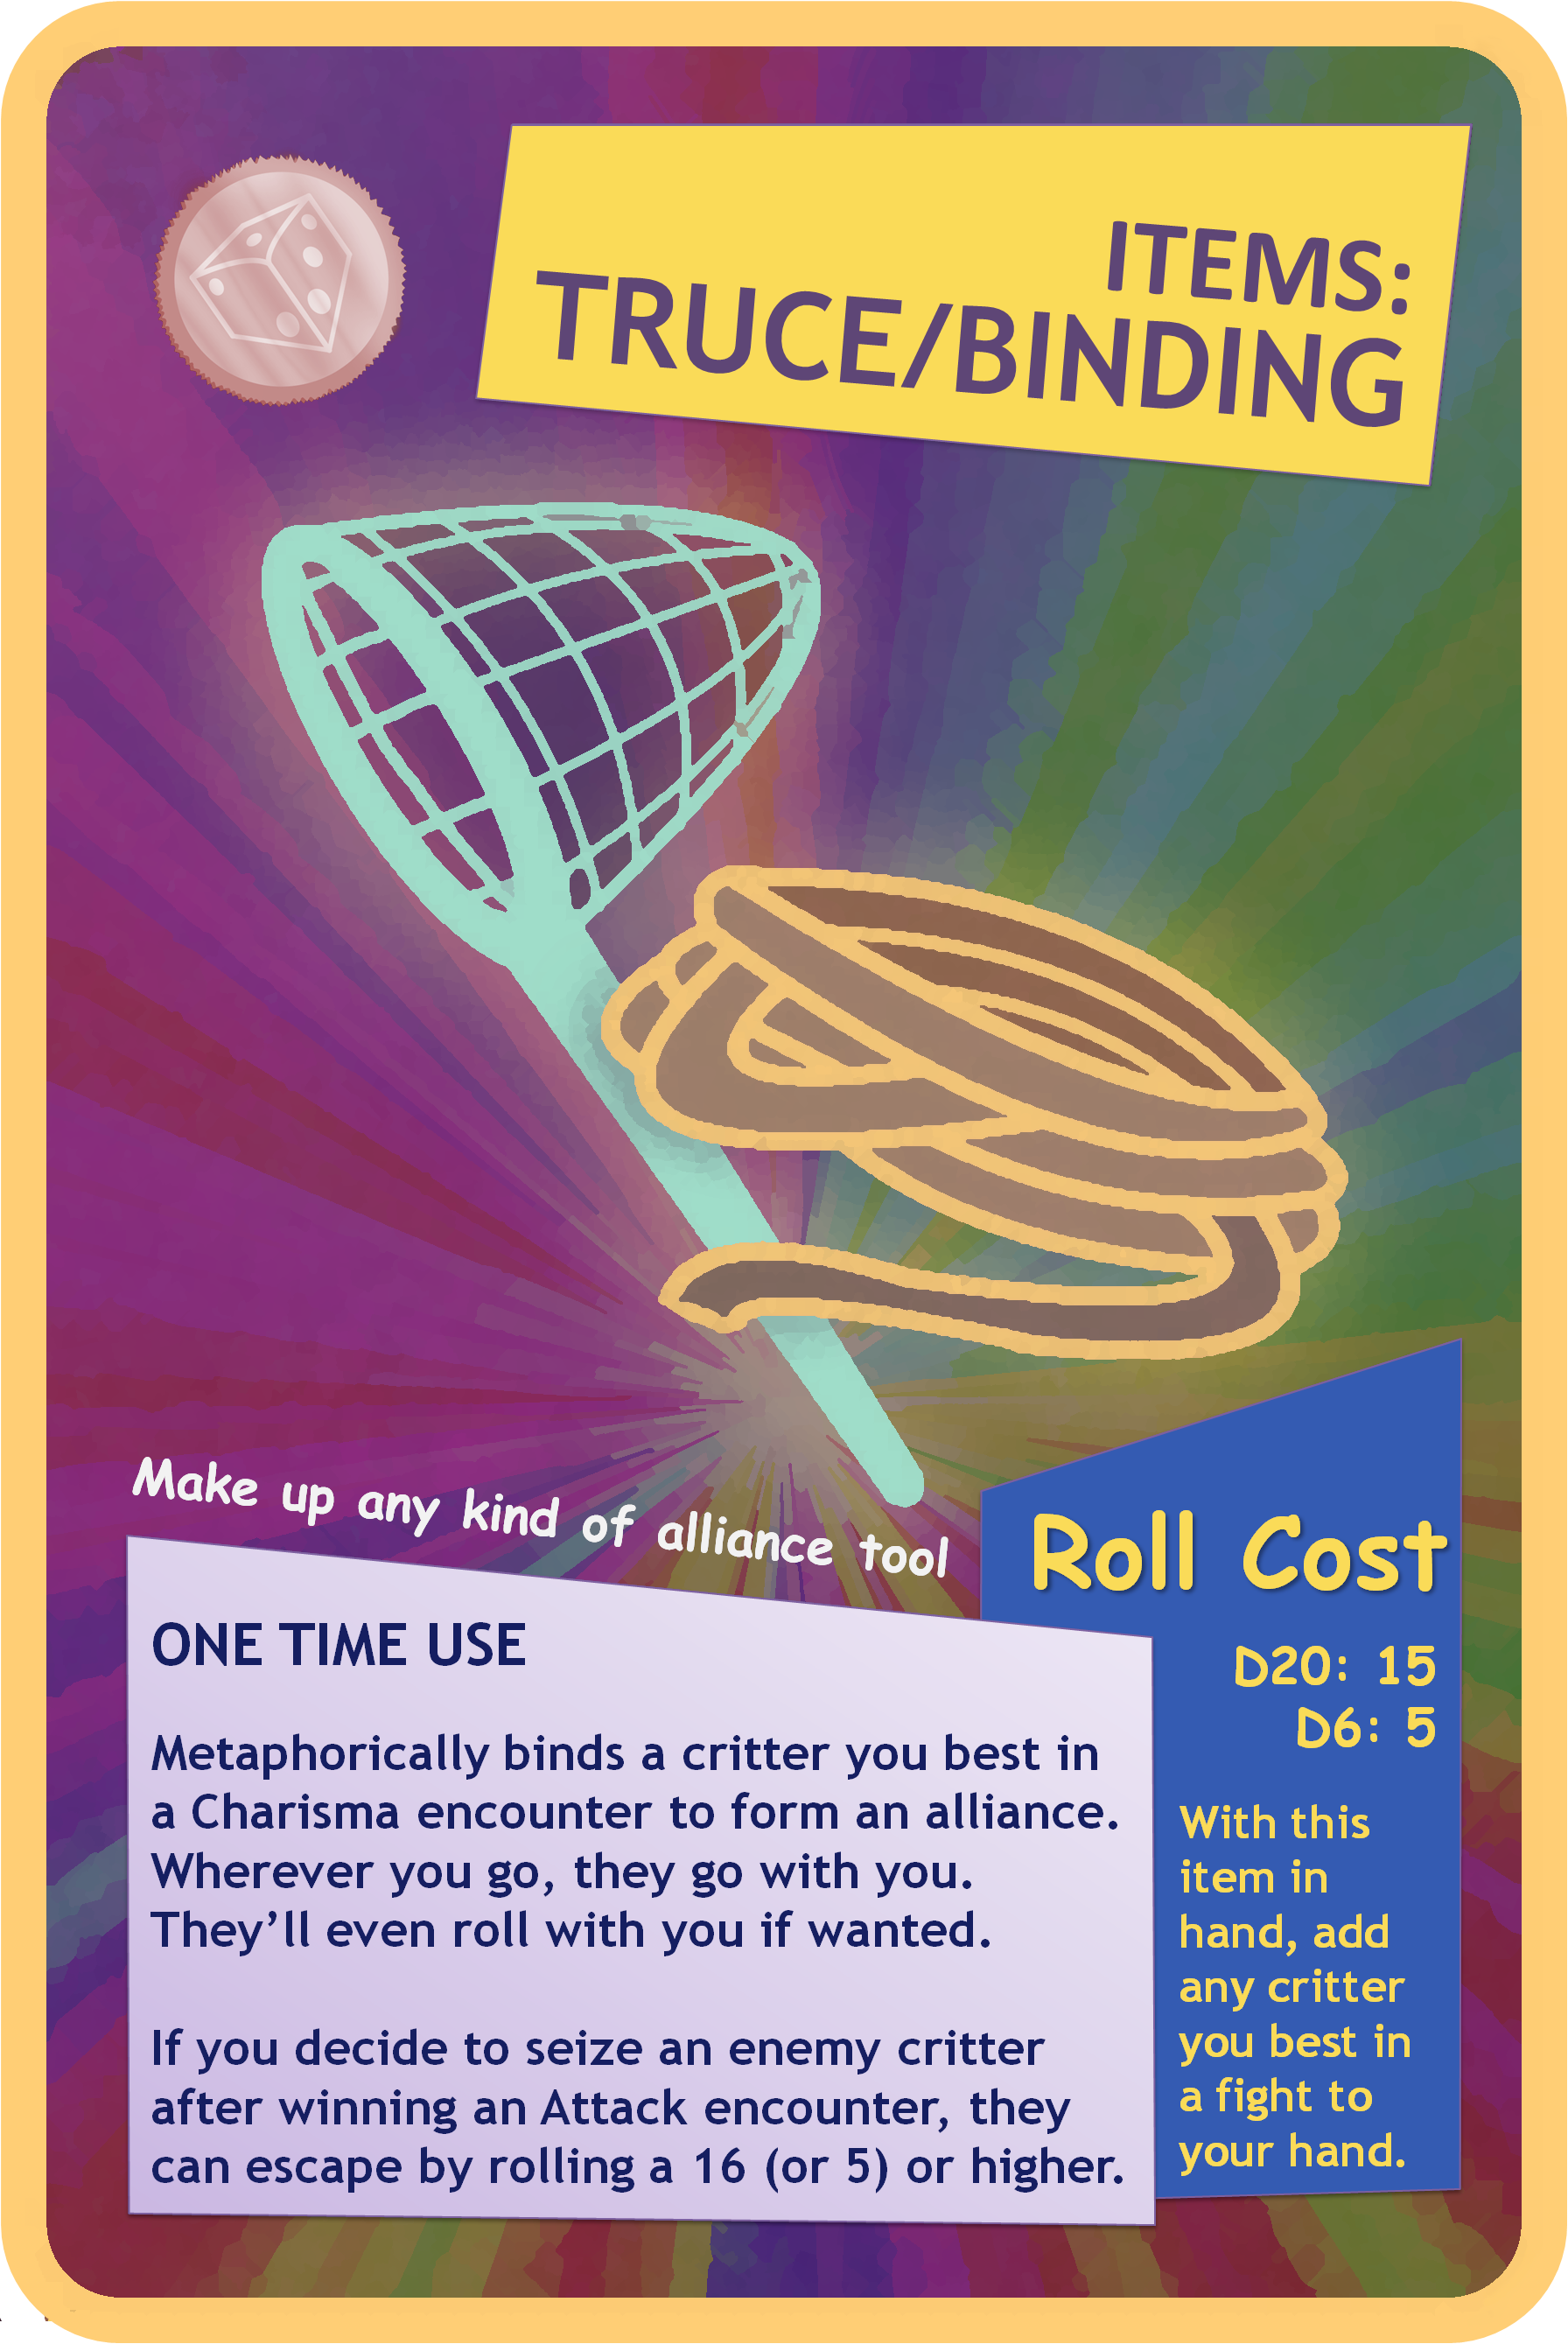 ITEMS:
TRUCE/BINDING
Make up any kind of alliance tool
ONE TIME USE
Metaphorically binds a critter you best in
a Charisma encounter to form an alliance.
Wherever you go, they go with you.
They’ll even roll with you if wanted.
If you decide to seize an enemy critter
after winning an Attack encounter, they
can escape by rolling a 16 (or 5) or higher.
Roll Cost
D20: 15
D6: 5
With this
item in
hand, add
any critter
you best in
a fight to
your hand.